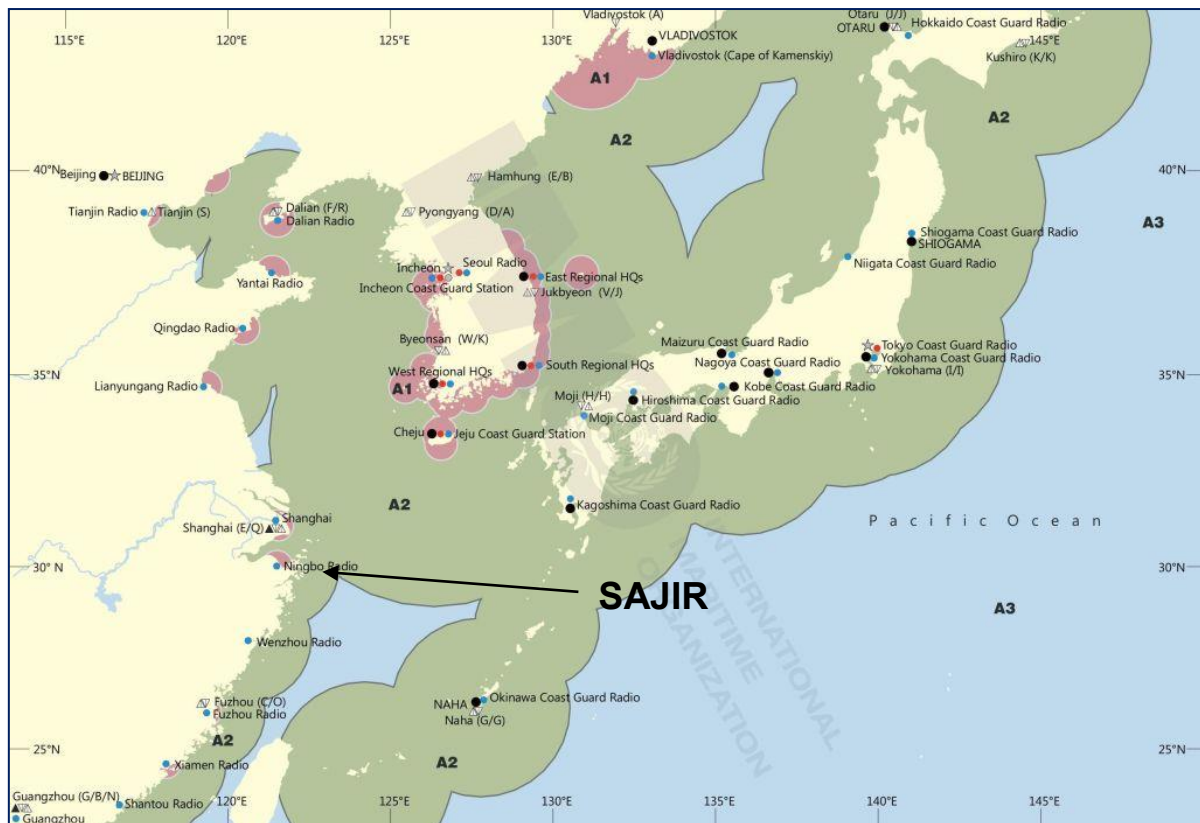 Vladivostok (A)
Otaru (J/J)
Hokkaido Coast Guard Radio
OTARU
115°E
120°E
125°E
130°E
VLADIVOSTOK
135°E
140°E
145°E
Vladivostok (Cape of Kamenskiy)
Kushiro (K/K)
A1
A2
A2
40°N
40°N
Beijing
BEIJING
Hamhung (E/B)
Tianjin Radio
Tianjin (S)
Dalian (F/R)
Dalian Radio
Pyongyang (D/A)
A3
Shiogama Coast Guard Radio
SHIOGAMA
Niigata Coast Guard Radio
Incheon
Seoul Radio
Incheon Coast Guard Station
East Regional HQs
Jukbyeon (V/J)
Yantai Radio
Qingdao Radio
Byeonsan (W/K)
Maizuru Coast Guard Radio
Tokyo Coast Guard Radio
Yokohama Coast Guard Radio
Nagoya Coast Guard Radio
Yokohama (I/I)
35°N
35°N
Lianyungang Radio
West Regional HQs
South Regional HQs
A1
Kobe Coast Guard Radio
Moji (H/H)
Hiroshima Coast Guard Radio
Moji Coast Guard Radio
Cheju
Jeju Coast Guard Station
A2
Kagoshima Coast Guard Radio
Shanghai
Shanghai (E/Q)
Pacific Ocean
INTERNATIONAL
MARITIME
ORGANIZATION
30° N
30°N
Ningbo Radio
SAJIR
A3
Wenzhou Radio
Fuzhou (C/O)
Fuzhou Radio
NAHA
Okinawa Coast Guard Radio
Naha (G/G)
A2
A2
25°N
25°N
Xiamen Radio
Guangzhou (G/B/N)
Shantou Radio
Guangzhou
120°E
125°E
130°E
135°E
140°E
145°E